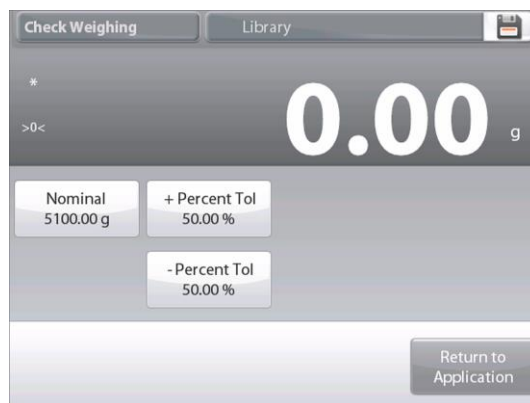 Check Weighing
Library
*
>0<
0.00
g
Nominal
5100.00 g
+ Percent Tol
50.00 %
- Percent Tol
50.00 %
Return to
Application